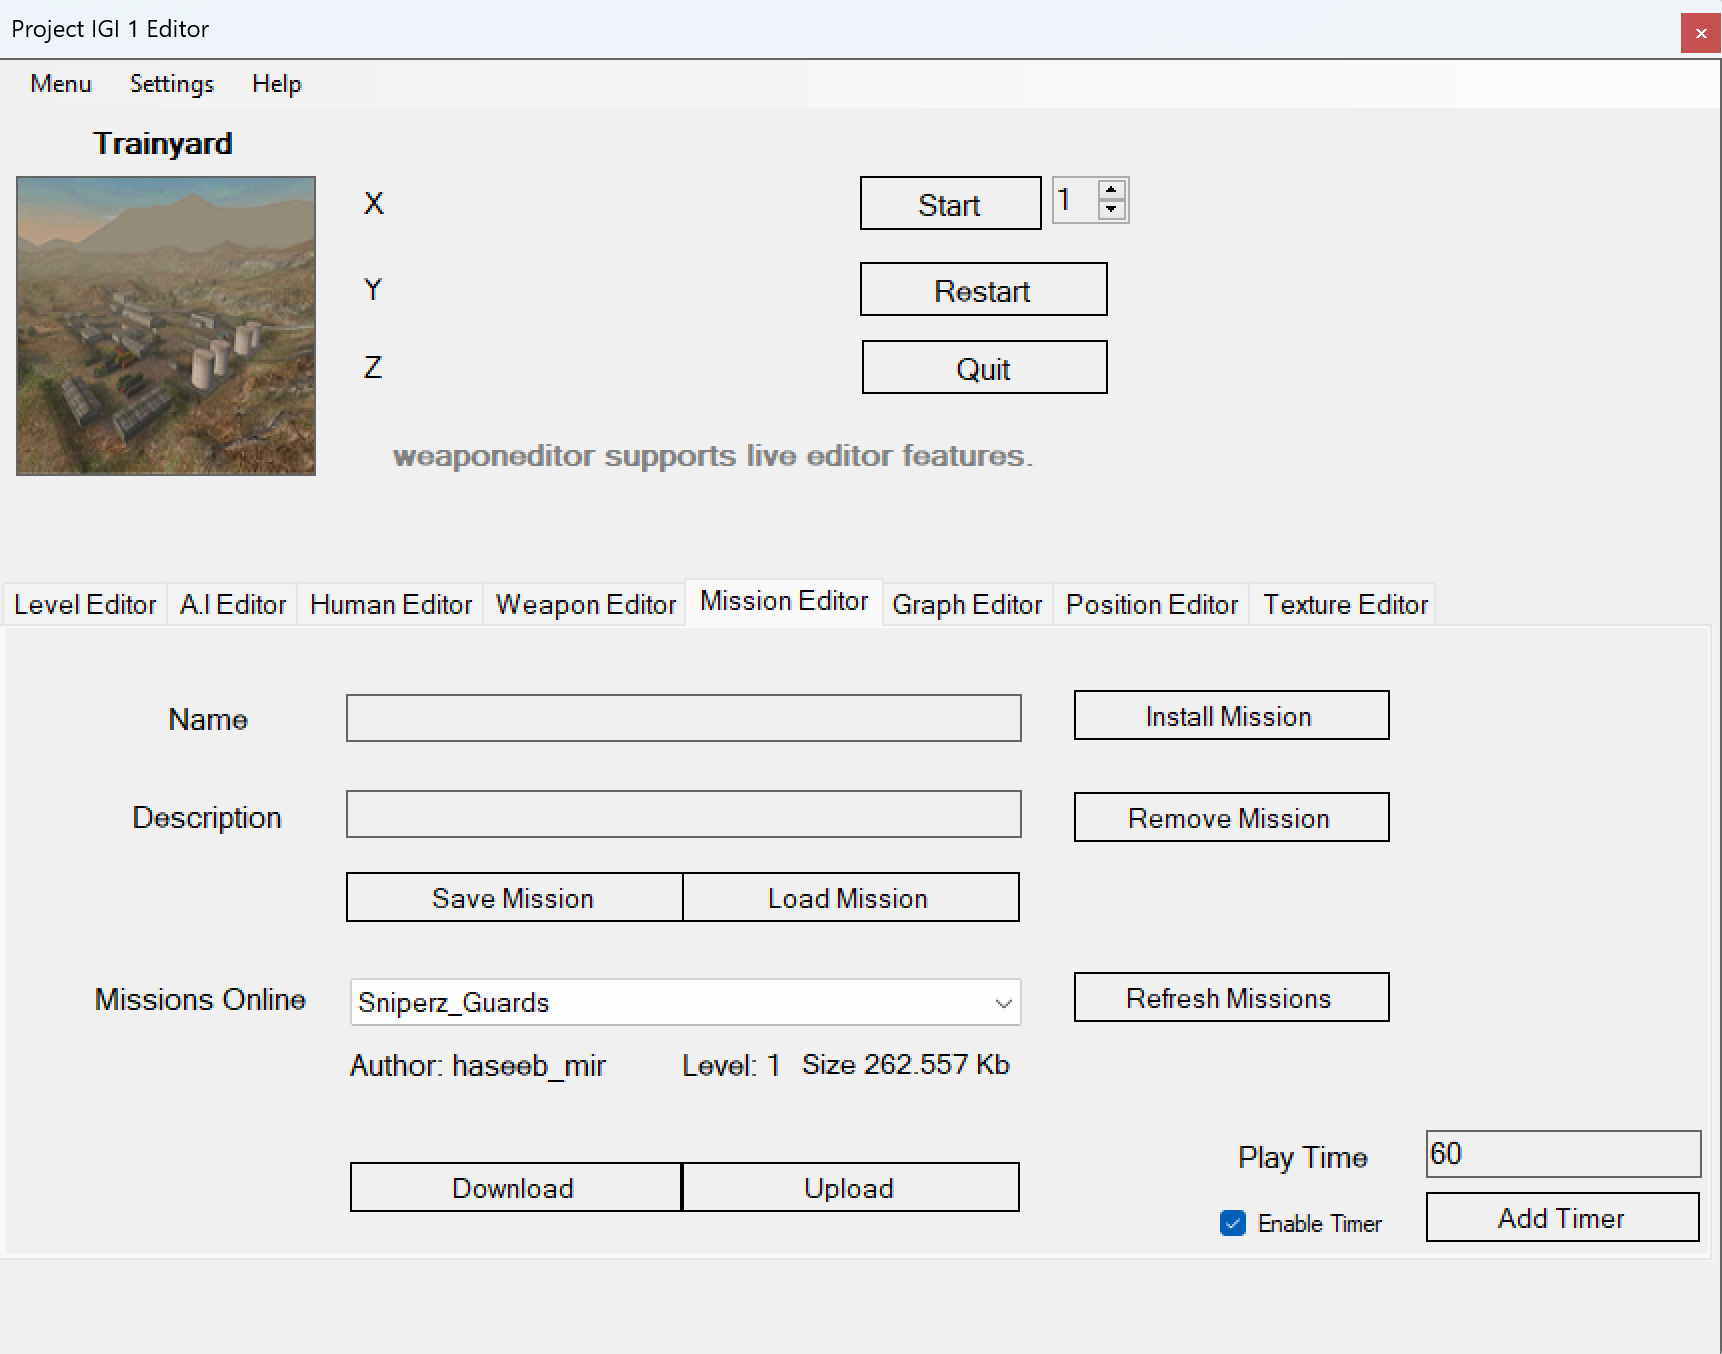 Project IGI 1 Editor
Menu Settings Help
Trainyard
X
Start 1
Y
Restart
Z
Quit
weaponeditor supports live editor features.
Level Editor A.I Editor Human Editor Weapon Editor Mission Editor Graph Editor Position Editor Texture Editor
Name
Install Mission
Description
Remove Mission
Save Mission Load Mission
Missions Online Sniperz_Guards Refresh Missions
Author: haseeb_mir Level: 1 Size 262.557 Kb
Play Time 60
Download Upload
Enable Timer Add Timer